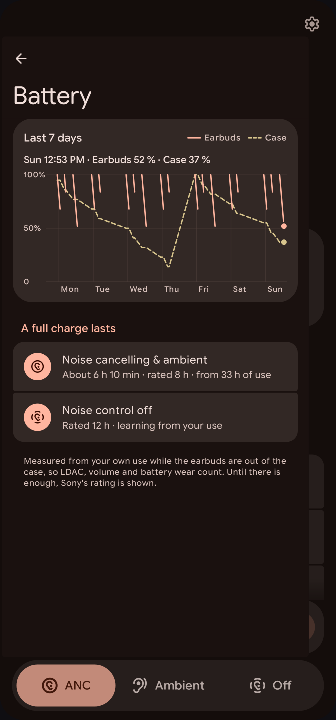 Battery
Last 7 days
Earbuds Case
Sun 12:53 PM · Earbuds 52 % · Case 37 %
100%
50%
0
Mon Tue Wed Thu Fri Sat Sun
A full charge lasts
Noise cancelling & ambient
About 6 h 10 min · rated 8 h · from 33 h of use
Noise control off
Rated 12 h · learning from your use
Measured from your own use while the earbuds are out of the
case, so LDAC, volume and battery wear count. Until there is
enough, Sony's rating is shown.
ANC Ambient Off